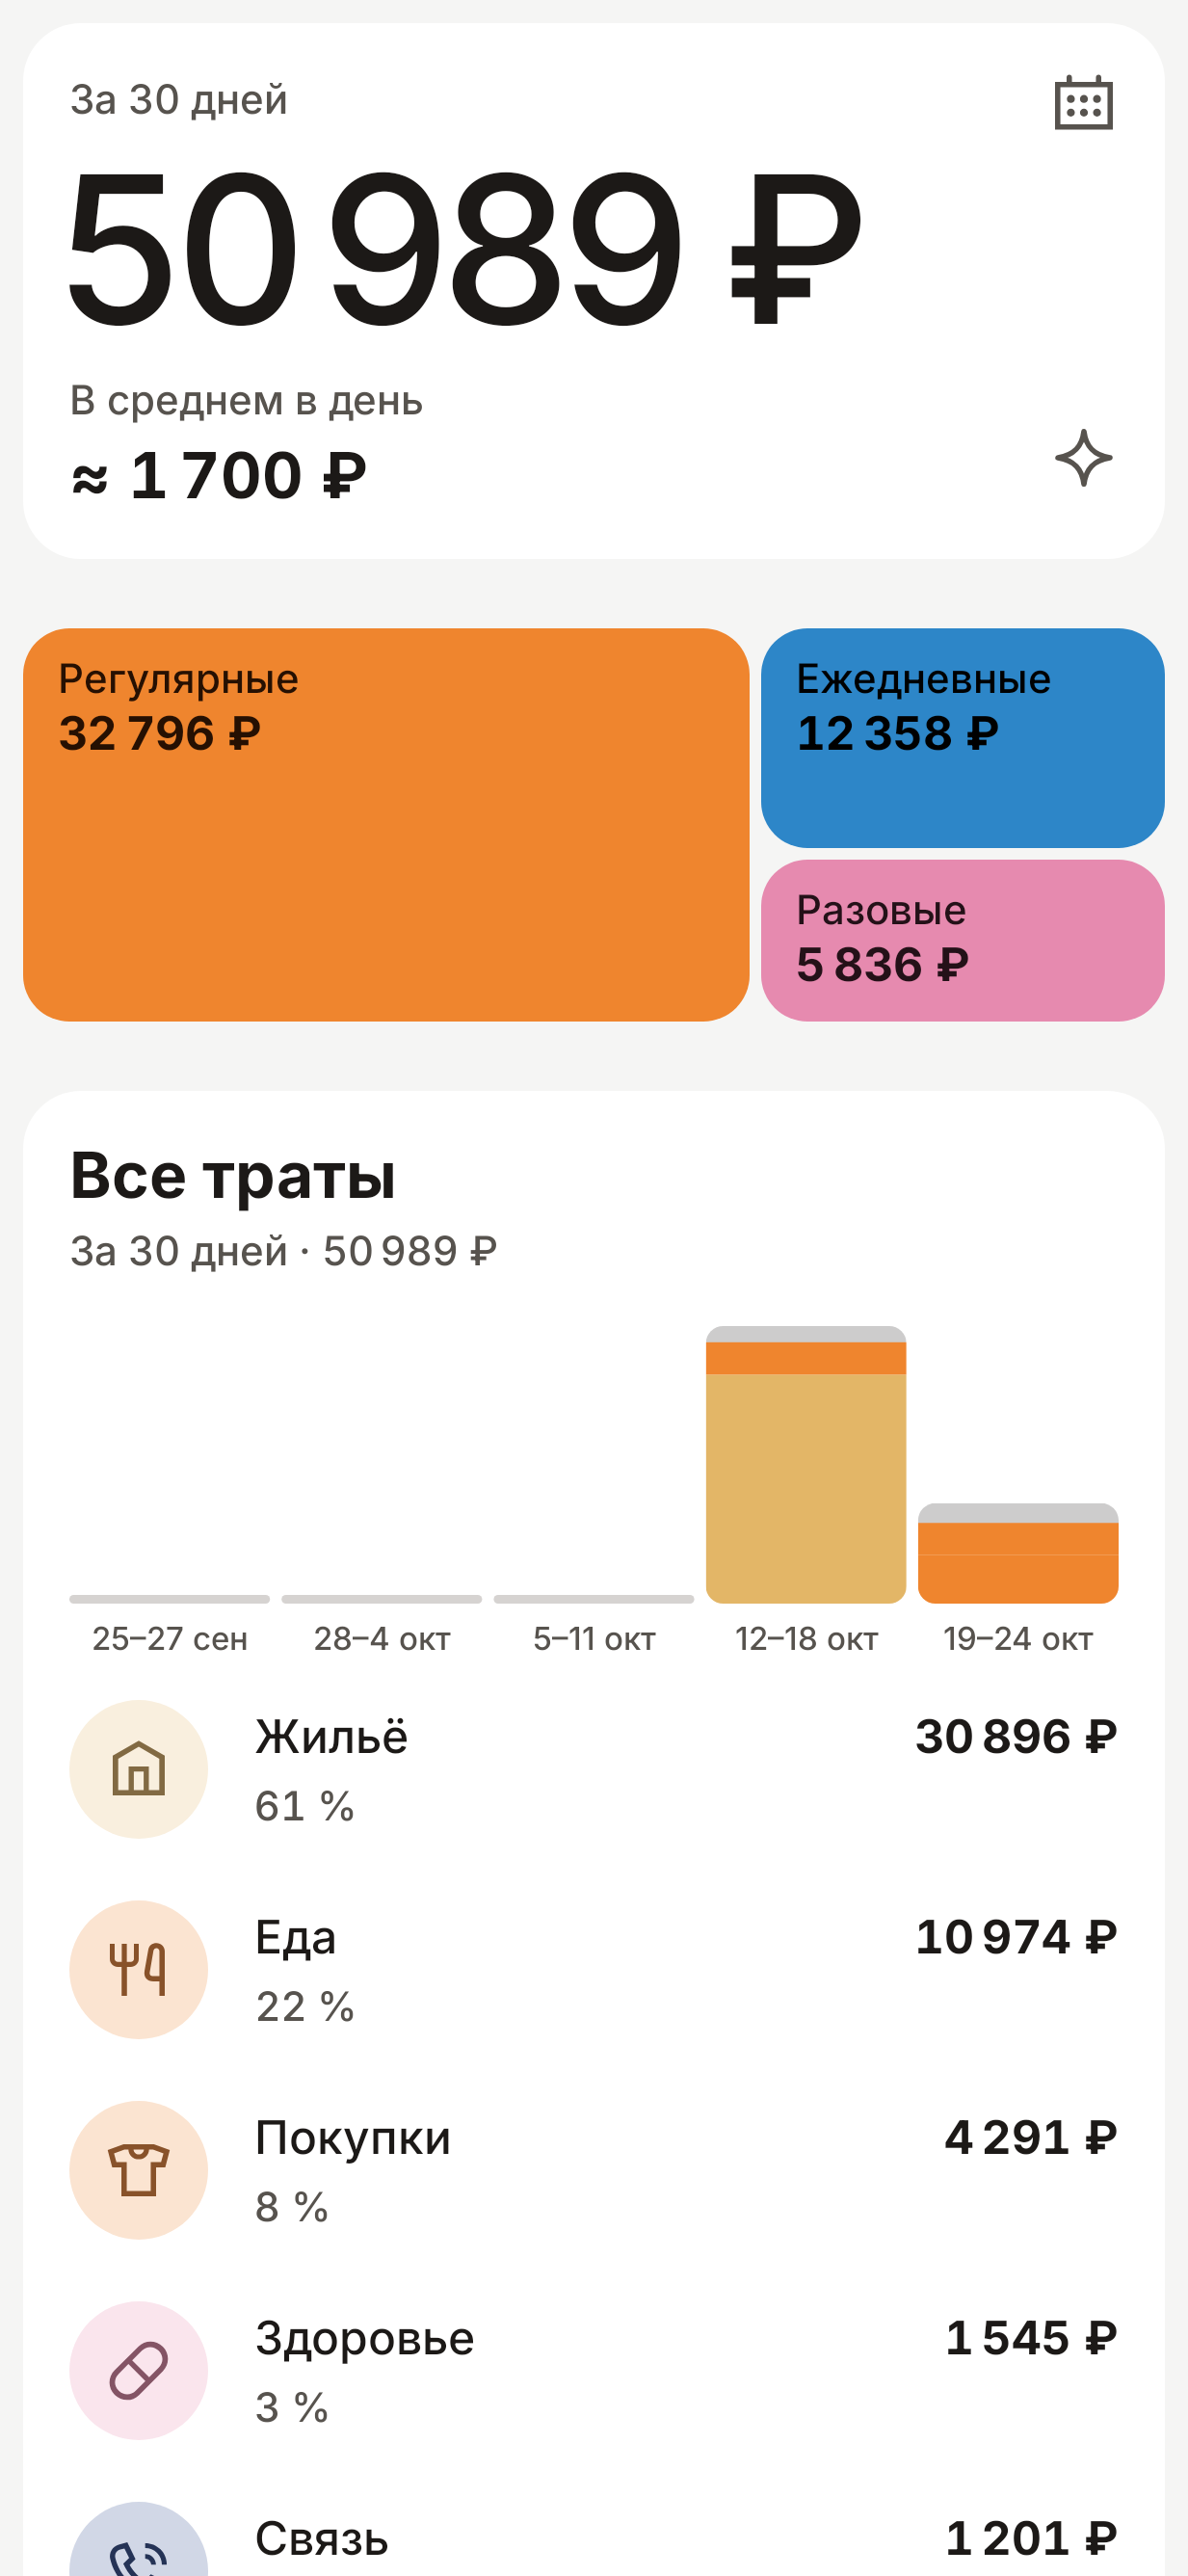 За 30 дней
50 989 ₽
В среднем в день
≈ 1 700 ₽
Регулярные
32 796 ₽
Ежедневные
12 358 ₽
Разовые
5 836 ₽
Все траты
За 30 дней · 50 989 ₽
25–27 сен 28–4 окт 5–11 окт 12–18 окт 19–24 окт
Жильё 30 896 ₽
61 %
Еда 10 974 ₽
22 %
Покупки 4 291 ₽
8 %
Здоровье 1 545 ₽
3 %
Связь 1 201 ₽